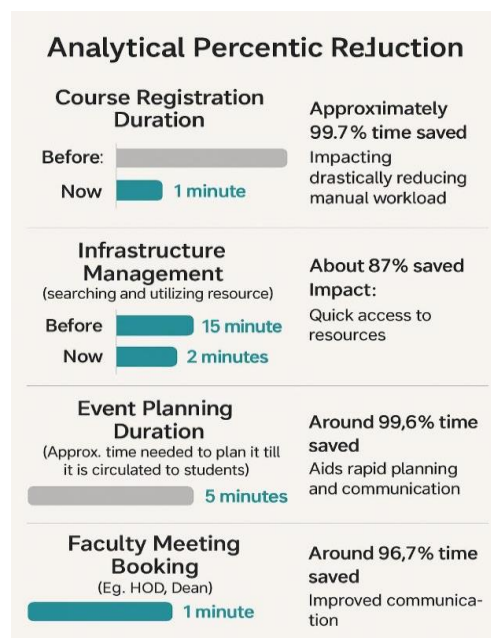 Analytical Percentic Reduction
Course Registration
Duration
Before:
Now
1 minute
Approximately
99.7% time saved
Impacting
drastically reducing
manual workload
Infrastructure
Management
(searching and utilizing resource)
Before
15 minute
Now
2 minutes
About 87% saved
Impact:
Quick access to
resources
Event Planning
Duration
(Approx. time needed to plan it till
it is circulated to students)
5 minutes
Around 99,6% time
saved
Aids rapid planning
and communication
Faculty Meeting
Booking
(Eg. HOD, Dean)
1 minute
Around 96,7% time
saved
Improved communica-
tion